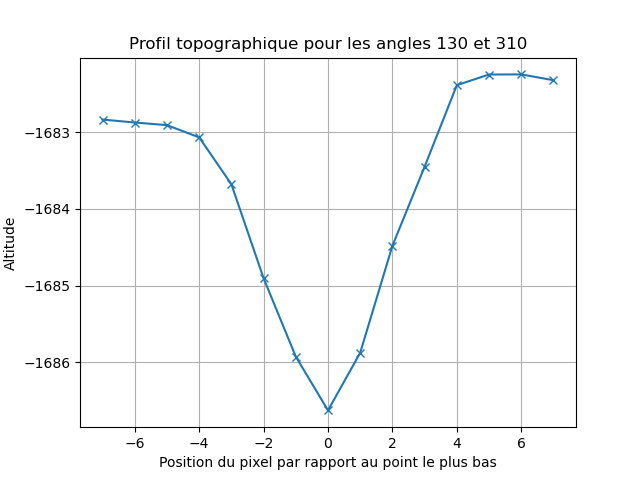 Profil topographique pour les angles 130 et 310
Altitude
−1683
−1684
−1685
−1686
−6 −4 −2 0 2 4 6
Position du pixel par rapport au point le plus bas